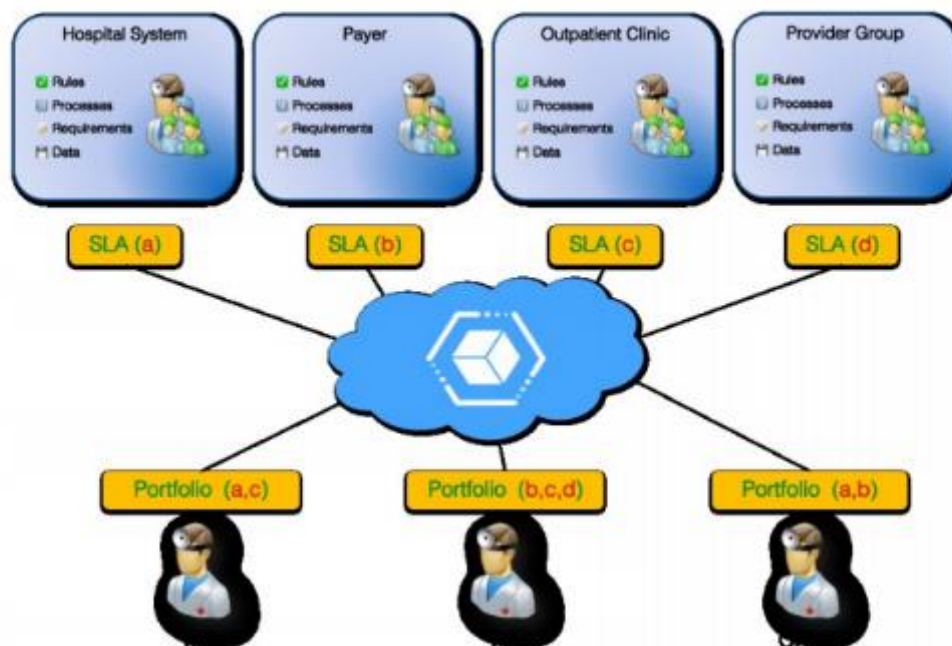 Hospital System
Rules
Processes
Requirements
Data
Payer
Rules
Processes
Requirements
Data
Outpatient Clinic
Rules
Processes
Requirements
Data
Provider Group
Rules
Processes
Requirements
Data
SLA (a)
SLA (b)
SLA (c)
SLA (d)
Portfolio (a,c)
Portfolio (b,c,d)
Portfolio (a,b)